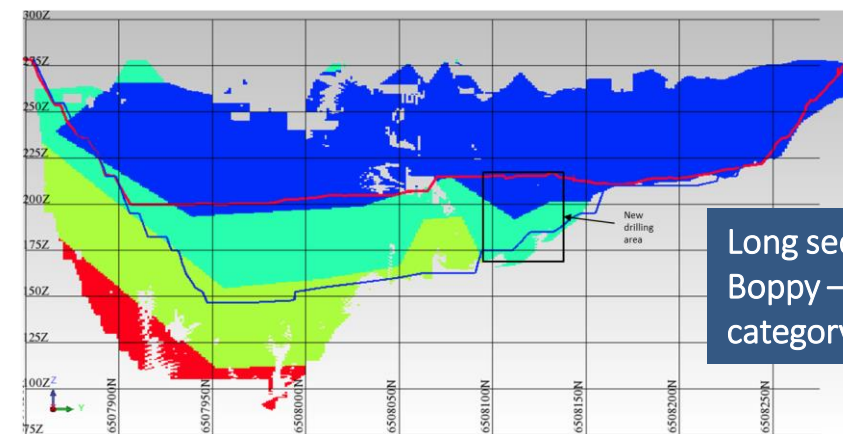 300Z
275Z
250Z
225Z
200Z
175Z
150Z
125Z
100Z
75Z
New
drilling
area
Long sec
Boppy –
category
Z
Y
6507900N
6507950N
6508000N
6508050N
6508100N
6508150N
6508200N
6508250N